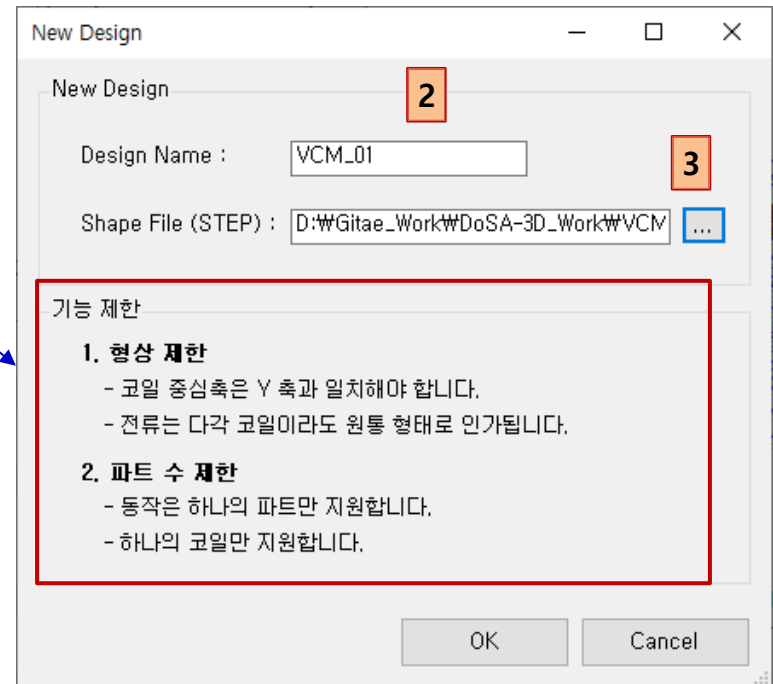 New Design
New Design
2
Design Name :
VCM_01
3
Shape File (STEP) :
D:₩Gitae_Work₩DoSA-3D_Work₩VCM
...
기능 제한
1. 형상 제한
- 코일 중심축은 Y 축과 일치해야 합니다.
- 전류는 다각 코일이라도 원통 형태로 인가됩니다.
2. 파트 수 제한
- 동작은 하나의 파트만 지원합니다.
- 하나의 코일만 지원합니다.
OK
Cancel